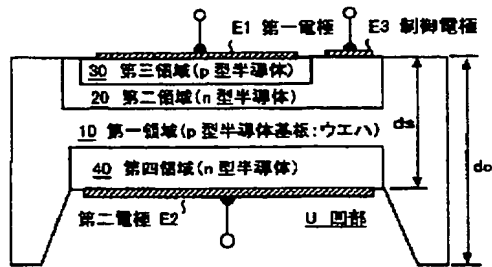 E1 第一電極
E3 制御電極
30 第三領域(p型半導体)
20 第二領域(n型半導体)
10 第一領域(p型半導体基板:ウエハ)
ds
do
40 第四領域(n型半導体)
第二電極 E2
U 凹部